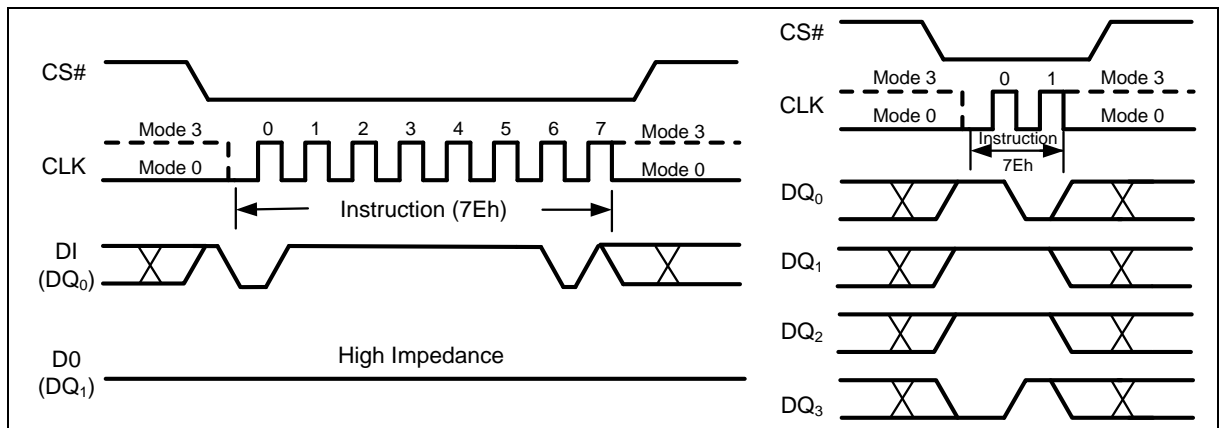 CS#
Mode 3 0 1 2 3 4 5 6 7 Mode 3
CLK Mode 0 Mode 0
Instruction (7Eh)
DI
(DQ0)
D0 High Impedance
(DQ1)
CS#
Mode 3 0 1 Mode 3
CLK
Mode 0 Mode 0
Instruction
7Eh
DQ0
DQ1
DQ2
DQ3